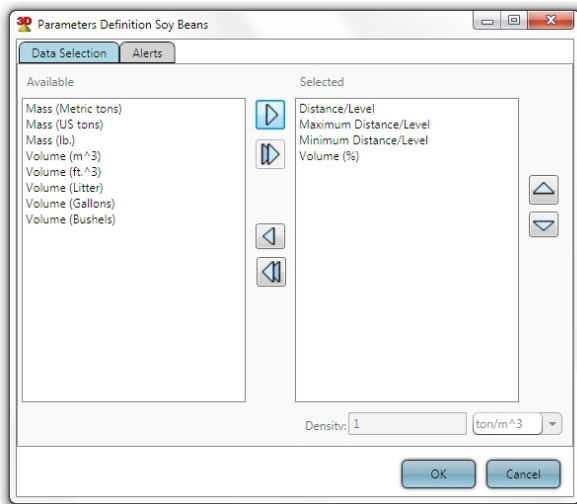 3D Parameters Definition Soy Beans
Data Selection Alerts
Available Selected
Mass (Metric tons)
Mass (US tons)
Mass (lb.)
Volume (m^3)
Volume (ft.^3)
Volume (Litter)
Volume (Gallons)
Volume (Bushels)
Distance/Level
Maximum Distance/Level
Minimum Distance/Level
Volume (%)
Density: 1 ton/m^3
OK Cancel